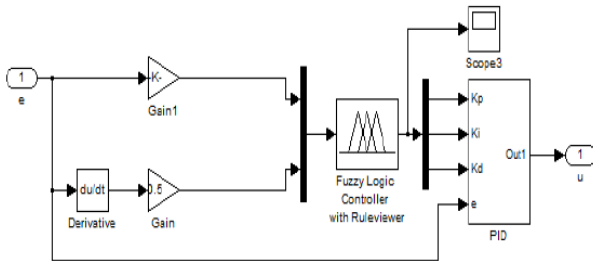 1
e
K-
Gain1
du/dt
Derivative
0.5
Gain
Fuzzy Logic
Controller
with Ruleviewer
Scope3
Kp
Ki
Kd
e
Out1
PID
1
u